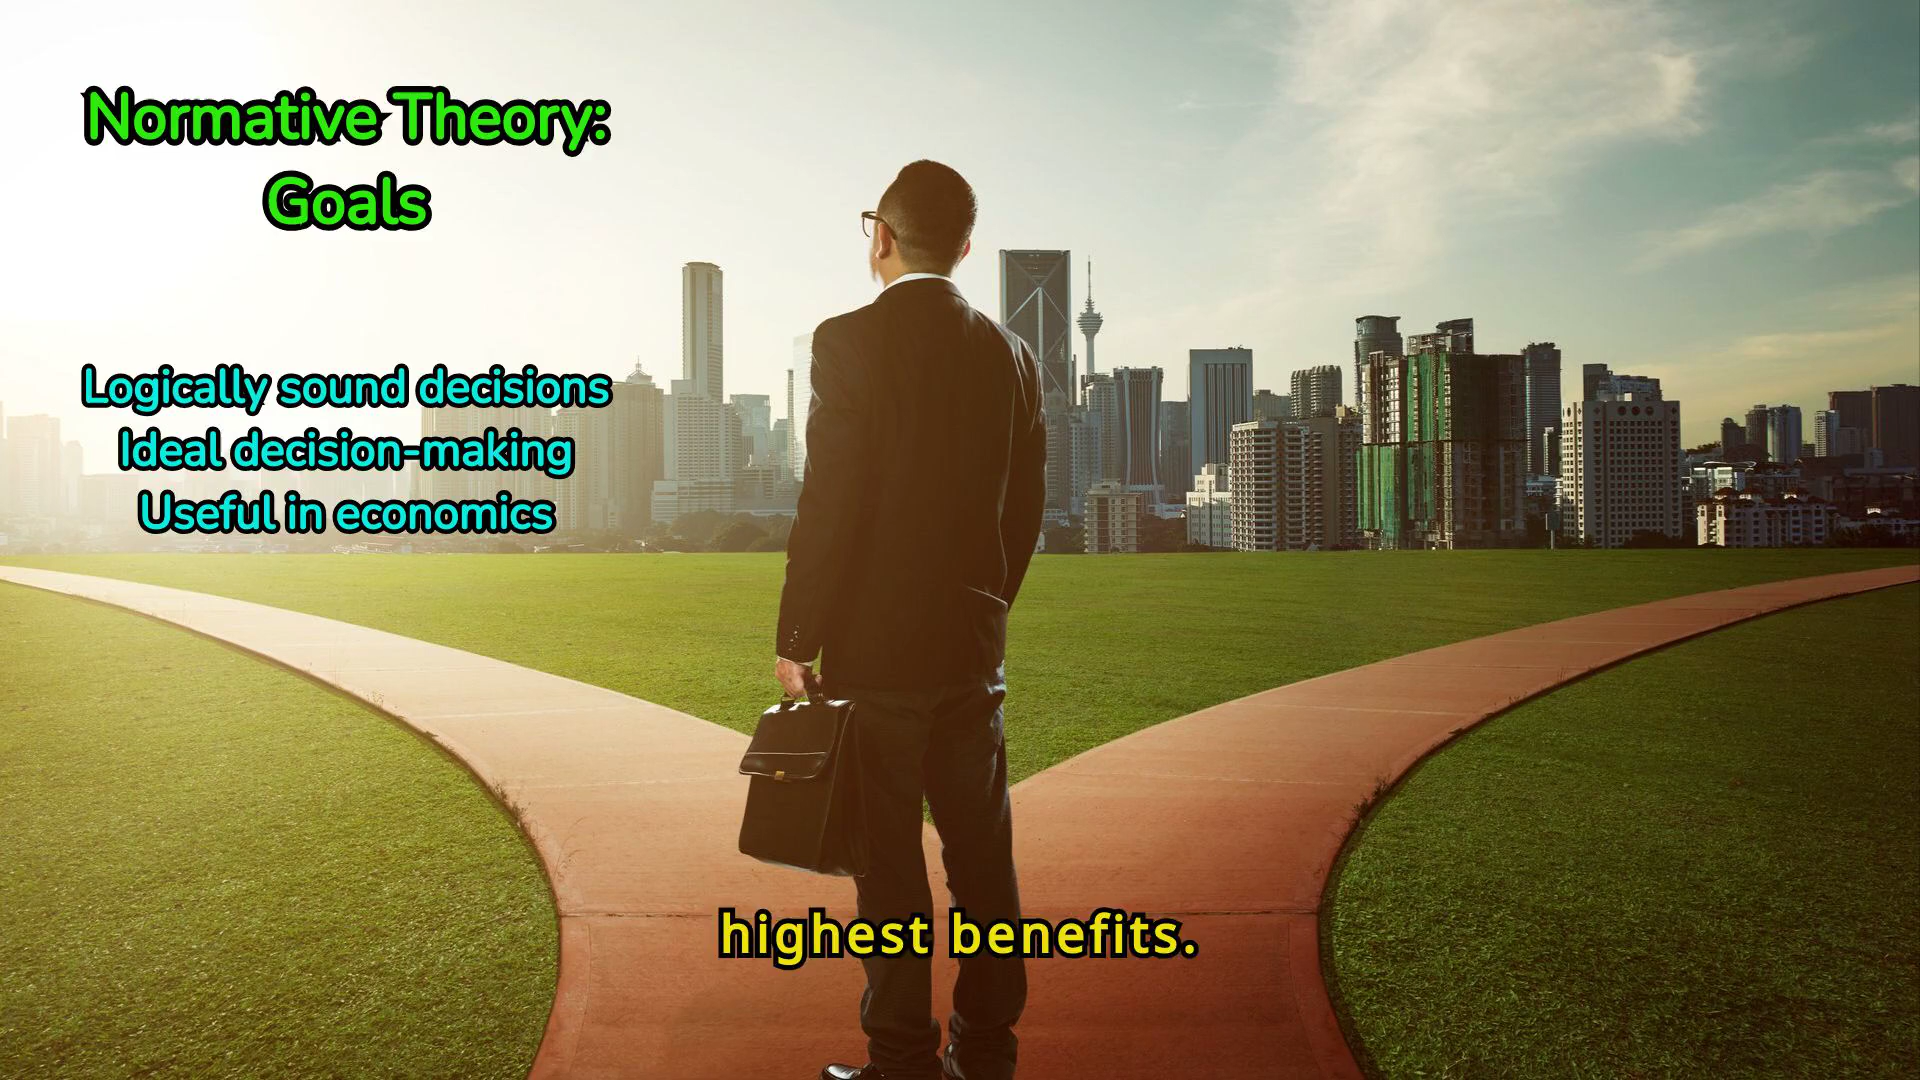 Normative Theory:
Goals
Logically sound decisions
Ideal decision-making
Useful in economics
highest benefits.